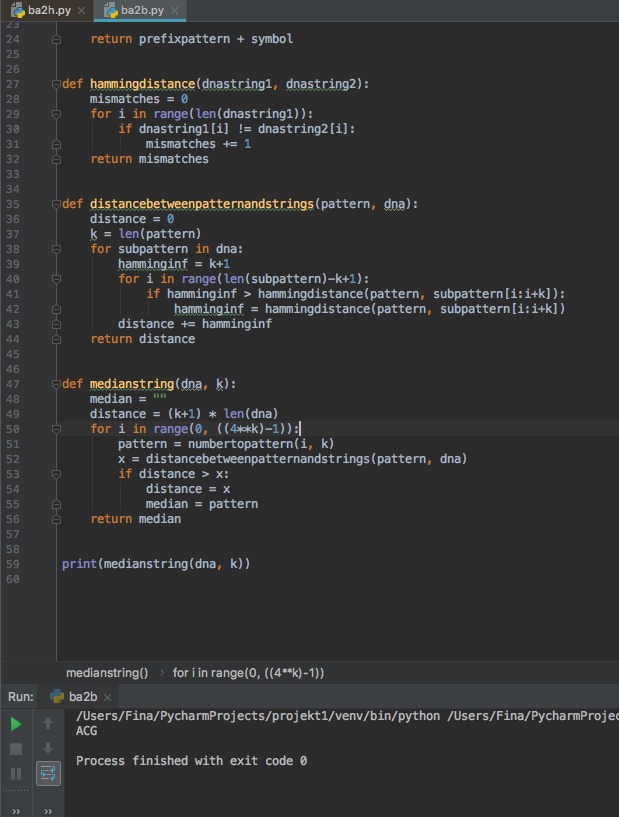 ba2h.py × ba2b.py ×
23
24 return prefixpattern + symbol
25
26
27 def hammingdistance(dnastring1, dnastring2):
28 mismatches = 0
29 for i in range(len(dnastring1)):
30 if dnastring1[i] != dnastring2[i]:
31 mismatches += 1
32 return mismatches
33
34
35 def distancebetweenpatternandstrings(pattern, dna):
36 distance = 0
37 k = len(pattern)
38 for subpattern in dna:
39 hamminginf = k+1
40 for i in range(len(subpattern)-k+1):
41 if hamminginf > hammingdistance(pattern, subpattern[i:i+k]):
42 hamminginf = hammingdistance(pattern, subpattern[i:i+k])
43 distance += hamminginf
44 return distance
45
46
47 def medianstring(dna, k):
48 median = ""
49 distance = (k+1) * len(dna)
50 for i in range(0, ((4**k)-1)):
51 pattern = numbertopattern(i, k)
52 x = distancebetweenpatternandstrings(pattern, dna)
53 if distance > x:
54 distance = x
55 median = pattern
56 return median
57
58
59 print(medianstring(dna, k))
60
medianstring() › for i in range(0, ((4**k)-1))
Run: ba2b ×
/Users/Fina/PycharmProjects/projekt1/venv/bin/python /Users/Fina/PycharmProjec
ACG
Process finished with exit code 0
» »